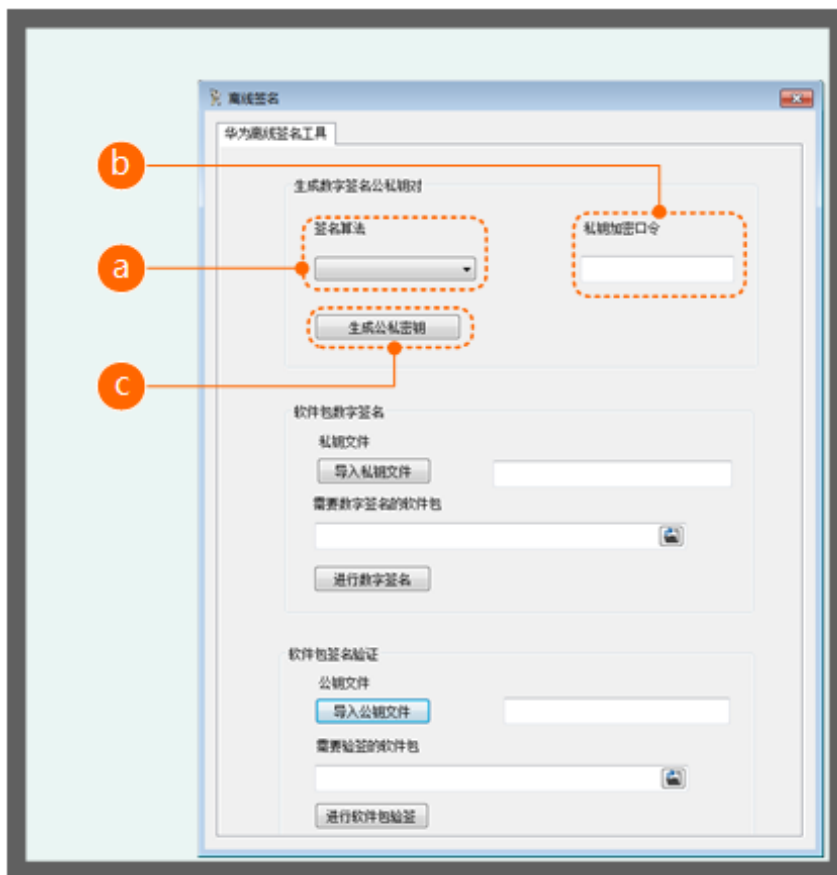 离线签名
华为离线签名工具
b
生成数字签名公私钥对
签名算法
私钥加密口令
a
生成公私密钥
c
软件包数字签名
私钥文件
导入私钥文件
需要数字签名的软件包
进行数字签名
软件包签名验证
公钥文件
导入公钥文件
需要验签的软件包
进行软件包验签